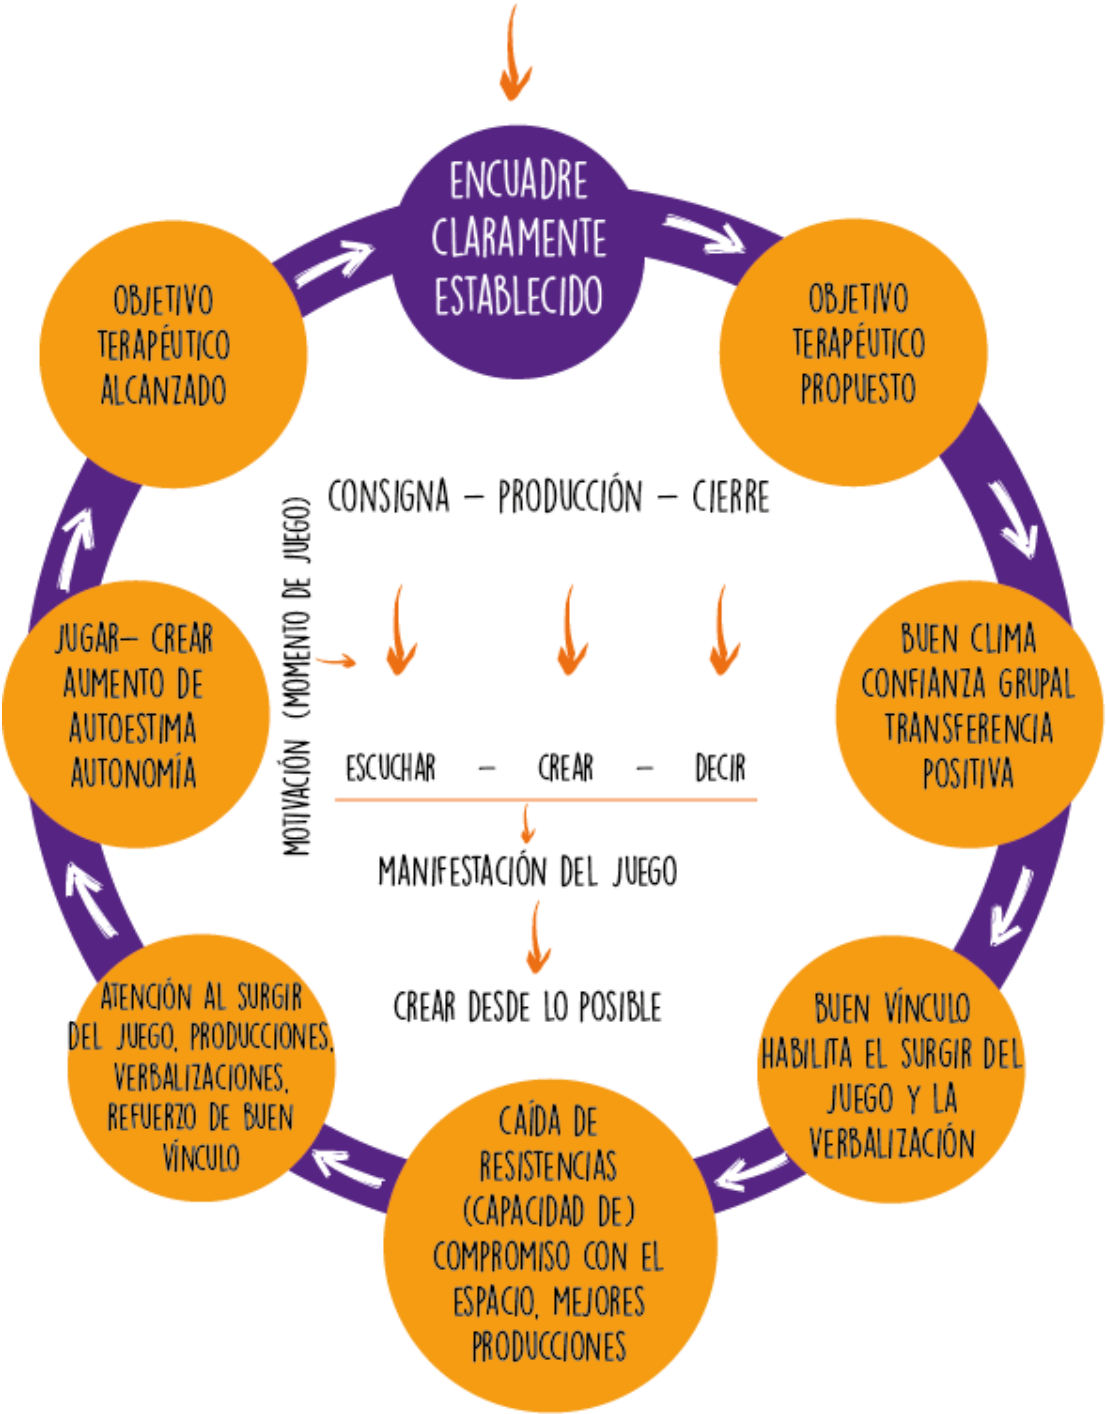 ENCUADRE
CLARAMENTE
ESTABLECIDO
OBJETIVO
TERAPÉUTICO
PROPUESTO
BUEN CLIMA
CONFIANZA GRUPAL
TRANSFERENCIA
POSITIVA
BUEN VÍNCULO
HABILITA EL SURGIR DEL
JUEGO Y LA
VERBALIZACIÓN
CAÍDA DE
RESISTENCIAS
(CAPACIDAD DE)
COMPROMISO CON EL
ESPACIO, MEJORES
PRODUCCIONES
ATENCIÓN AL SURGIR
DEL JUEGO, PRODUCCIONES,
VERBALIZACIONES,
REFUERZO DE BUEN
VÍNCULO
JUGAR– CREAR
AUMENTO DE
AUTOESTIMA
AUTONOMÍA
OBJETIVO
TERAPÉUTICO
ALCANZADO
CONSIGNA – PRODUCCIÓN – CIERRE
MOTIVACIÓN (MOMENTO DE JUEGO)
ESCUCHAR – CREAR – DECIR
MANIFESTACIÓN DEL JUEGO
CREAR DESDE LO POSIBLE